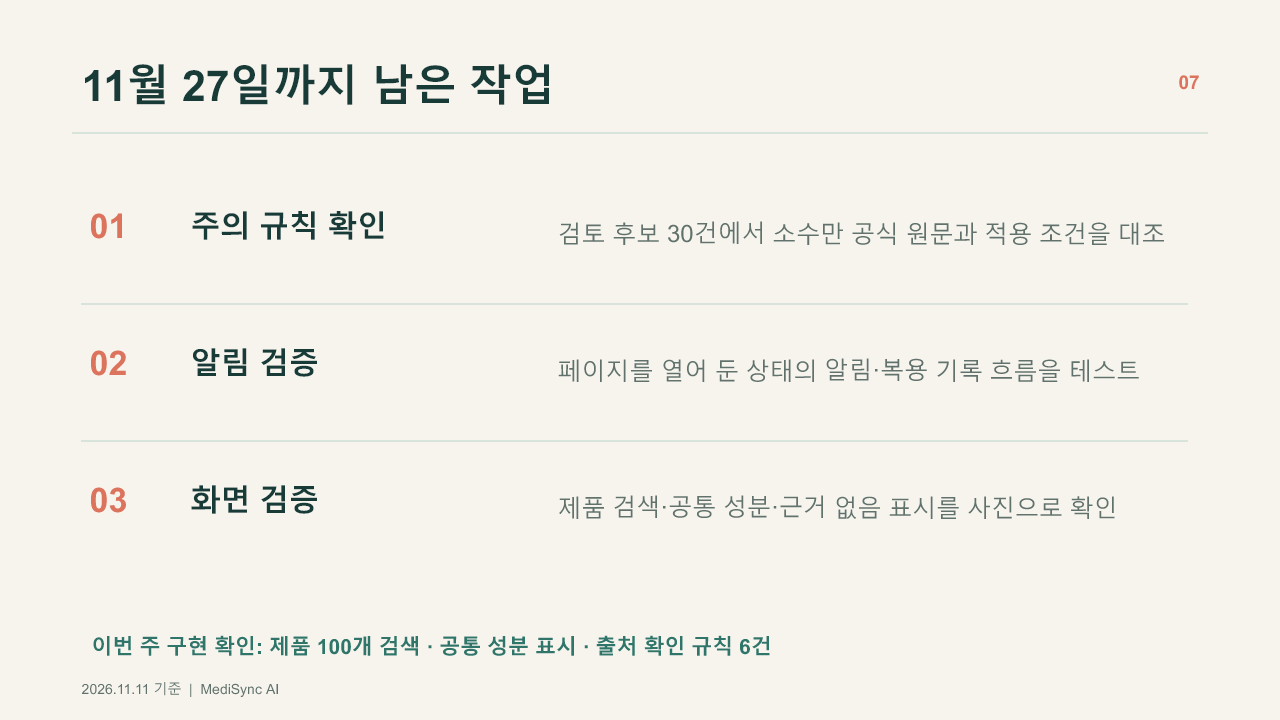 11월 27일까지 남은 작업
07
01
주의 규칙 확인
검토 후보 30건에서 소수만 공식 원문과 적용 조건을 대조
02
알림 검증
페이지를 열어 둔 상태의 알림·복용 기록 흐름을 테스트
03
화면 검증
제품 검색·공통 성분·근거 없음 표시를 사진으로 확인
이번 주 구현 확인: 제품 100개 검색 · 공통 성분 표시 · 출처 확인 규칙 6건
2026.11.11 기준 | MediSync AI